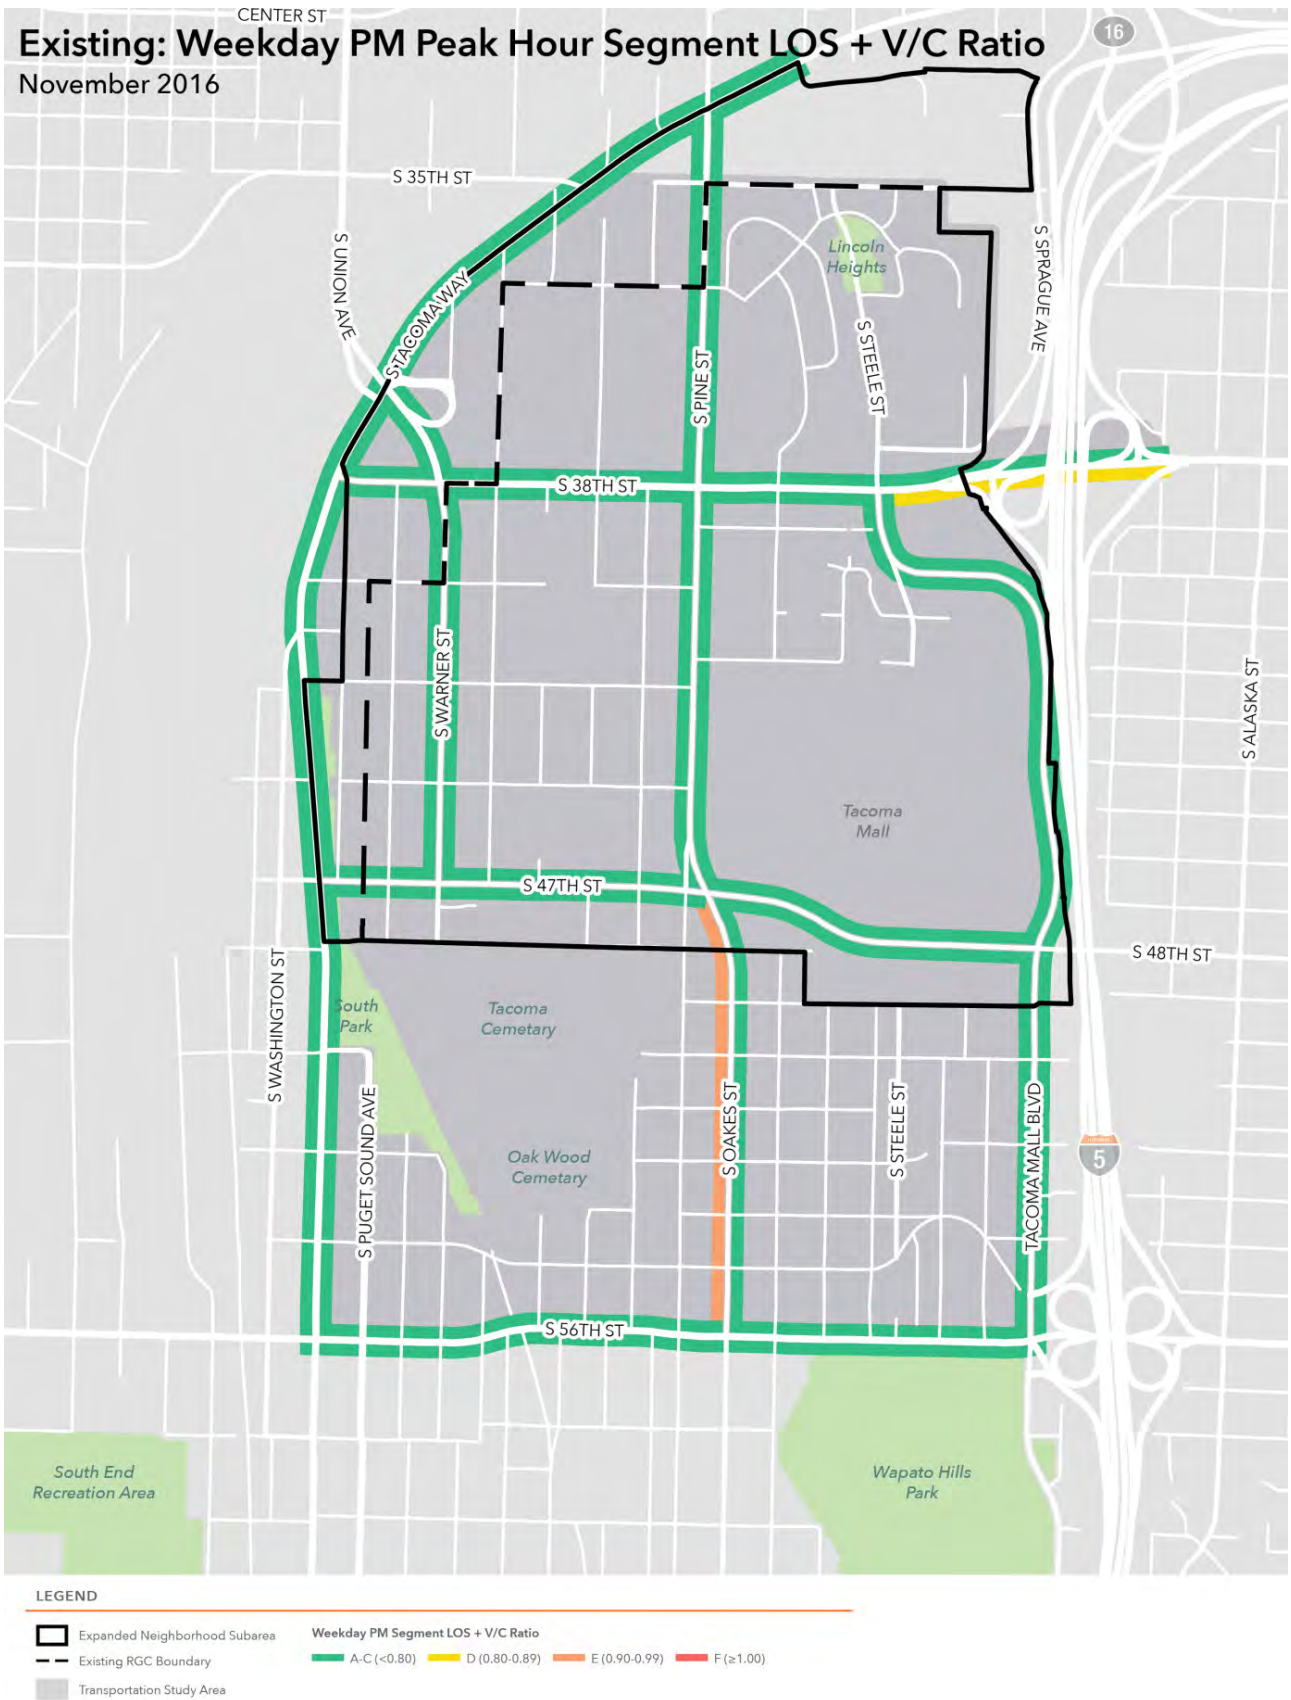 CENTER ST
Existing: Weekday PM Peak Hour Segment LOS + V/C Ratio
November 2016
16
S 35TH ST
S UNION AVE
S TACOMA WAY
Lincoln
Heights
S SPRAGUE AVE
S STEELE ST
S PINE ST
S 38TH ST
S WARNER ST
S ALASKA ST
Tacoma
Mall
S 47TH ST
S 48TH ST
S WASHINGTON ST
South
Park
Tacoma
Cemetary
S PUGET SOUND AVE
S OAKES ST
S STEELE ST
TACOMA MALL BLVD
5
Oak Wood
Cemetary
S 56TH ST
South End
Recreation Area
Wapato Hills
Park
LEGEND
Expanded Neighborhood Subarea
Existing RGC Boundary
Transportation Study Area
Weekday PM Segment LOS + V/C Ratio
A-C (<0.80)
D (0.80-0.89)
E (0.90-0.99)
F (≥1.00)